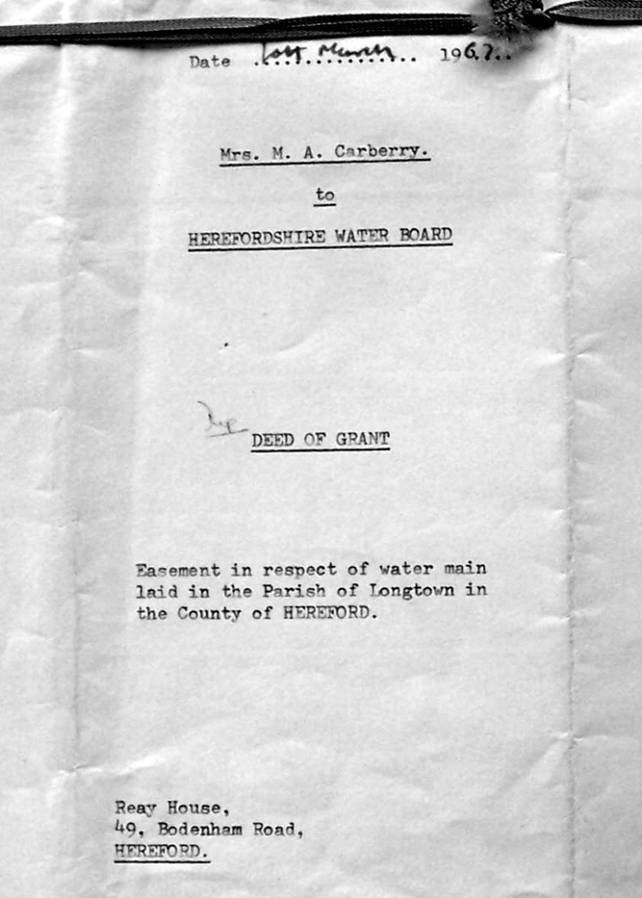 Date .............. 1967..
Mrs. M. A. Carberry.
to
HEREFORDSHIRE WATER BOARD
DEED OF GRANT
Easement in respect of water main
laid in the Parish of Longtown in
the County of HEREFORD.
Reay House,
49, Bodenham Road,
HEREFORD.